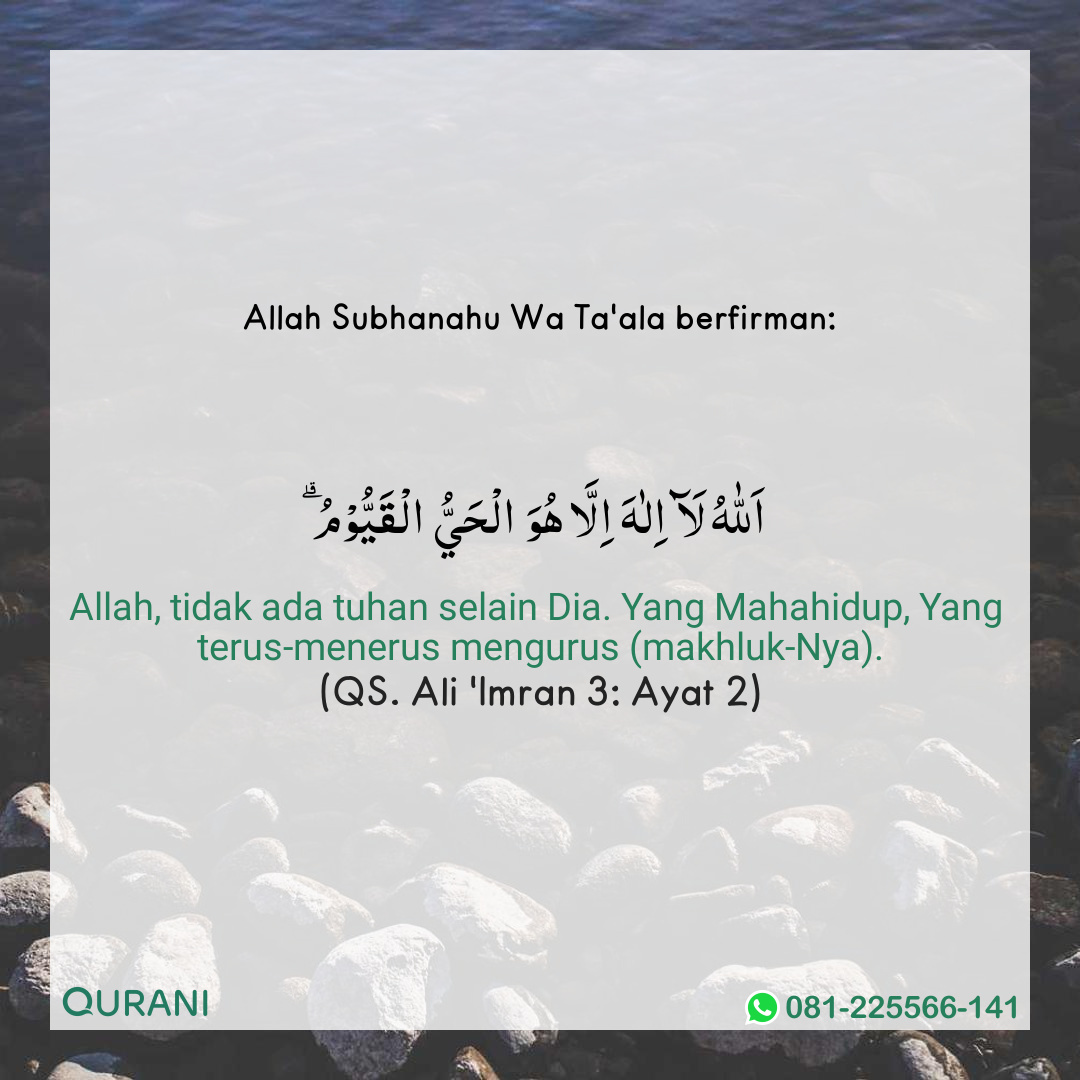 Allah Subhanahu Wa Ta'ala berfirman:
اَللّٰهُ لَاۤ اِلٰهَ اِلَّا هُوَ الْحَيُّ الْقَيُّوْمُ ۗ
Allah, tidak ada tuhan selain Dia. Yang Mahahidup, Yang
terus-menerus mengurus (makhluk-Nya).
(QS. Ali 'Imran 3: Ayat 2)
QURANI
081-225566-141